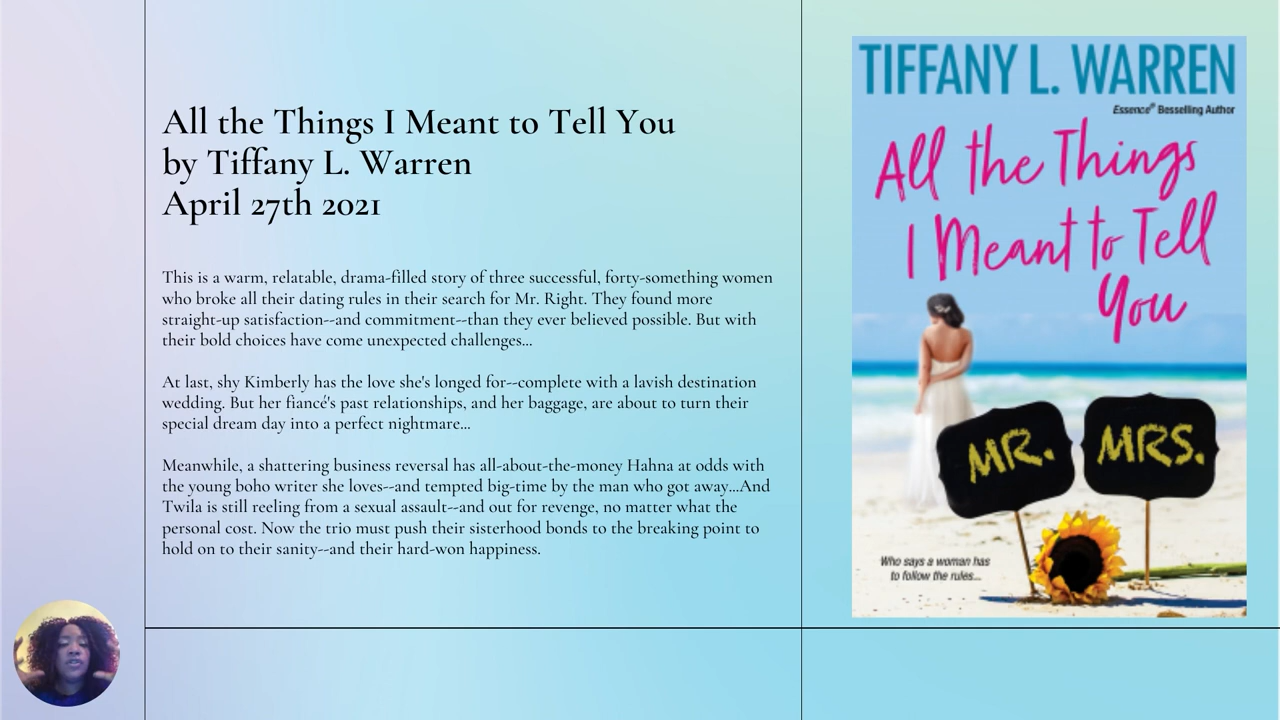 All the Things I Meant to Tell You
by Tiffany L. Warren
April 27th 2021
This is a warm, relatable, drama-filled story of three successful, forty-something women
who broke all their dating rules in their search for Mr. Right. They found more
straight-up satisfaction--and commitment--than they ever believed possible. But with
their bold choices have come unexpected challenges...
At last, shy Kimberly has the love she's longed for--complete with a lavish destination
wedding. But her fiancé's past relationships, and her baggage, are about to turn their
special dream day into a perfect nightmare...
Meanwhile, a shattering business reversal has all-about-the-money Hahna at odds with
the young boho writer she loves--and tempted big-time by the man who got away...And
Twila is still reeling from a sexual assault--and out for revenge, no matter what the
personal cost. Now the trio must push their sisterhood bonds to the breaking point to
hold on to their sanity--and their hard-won happiness.
TIFFANY L. WARREN
Essence® Bestselling Author
All the Things
I Meant to Tell
You
MR.
MRS.
Who says a woman has
to follow the rules...